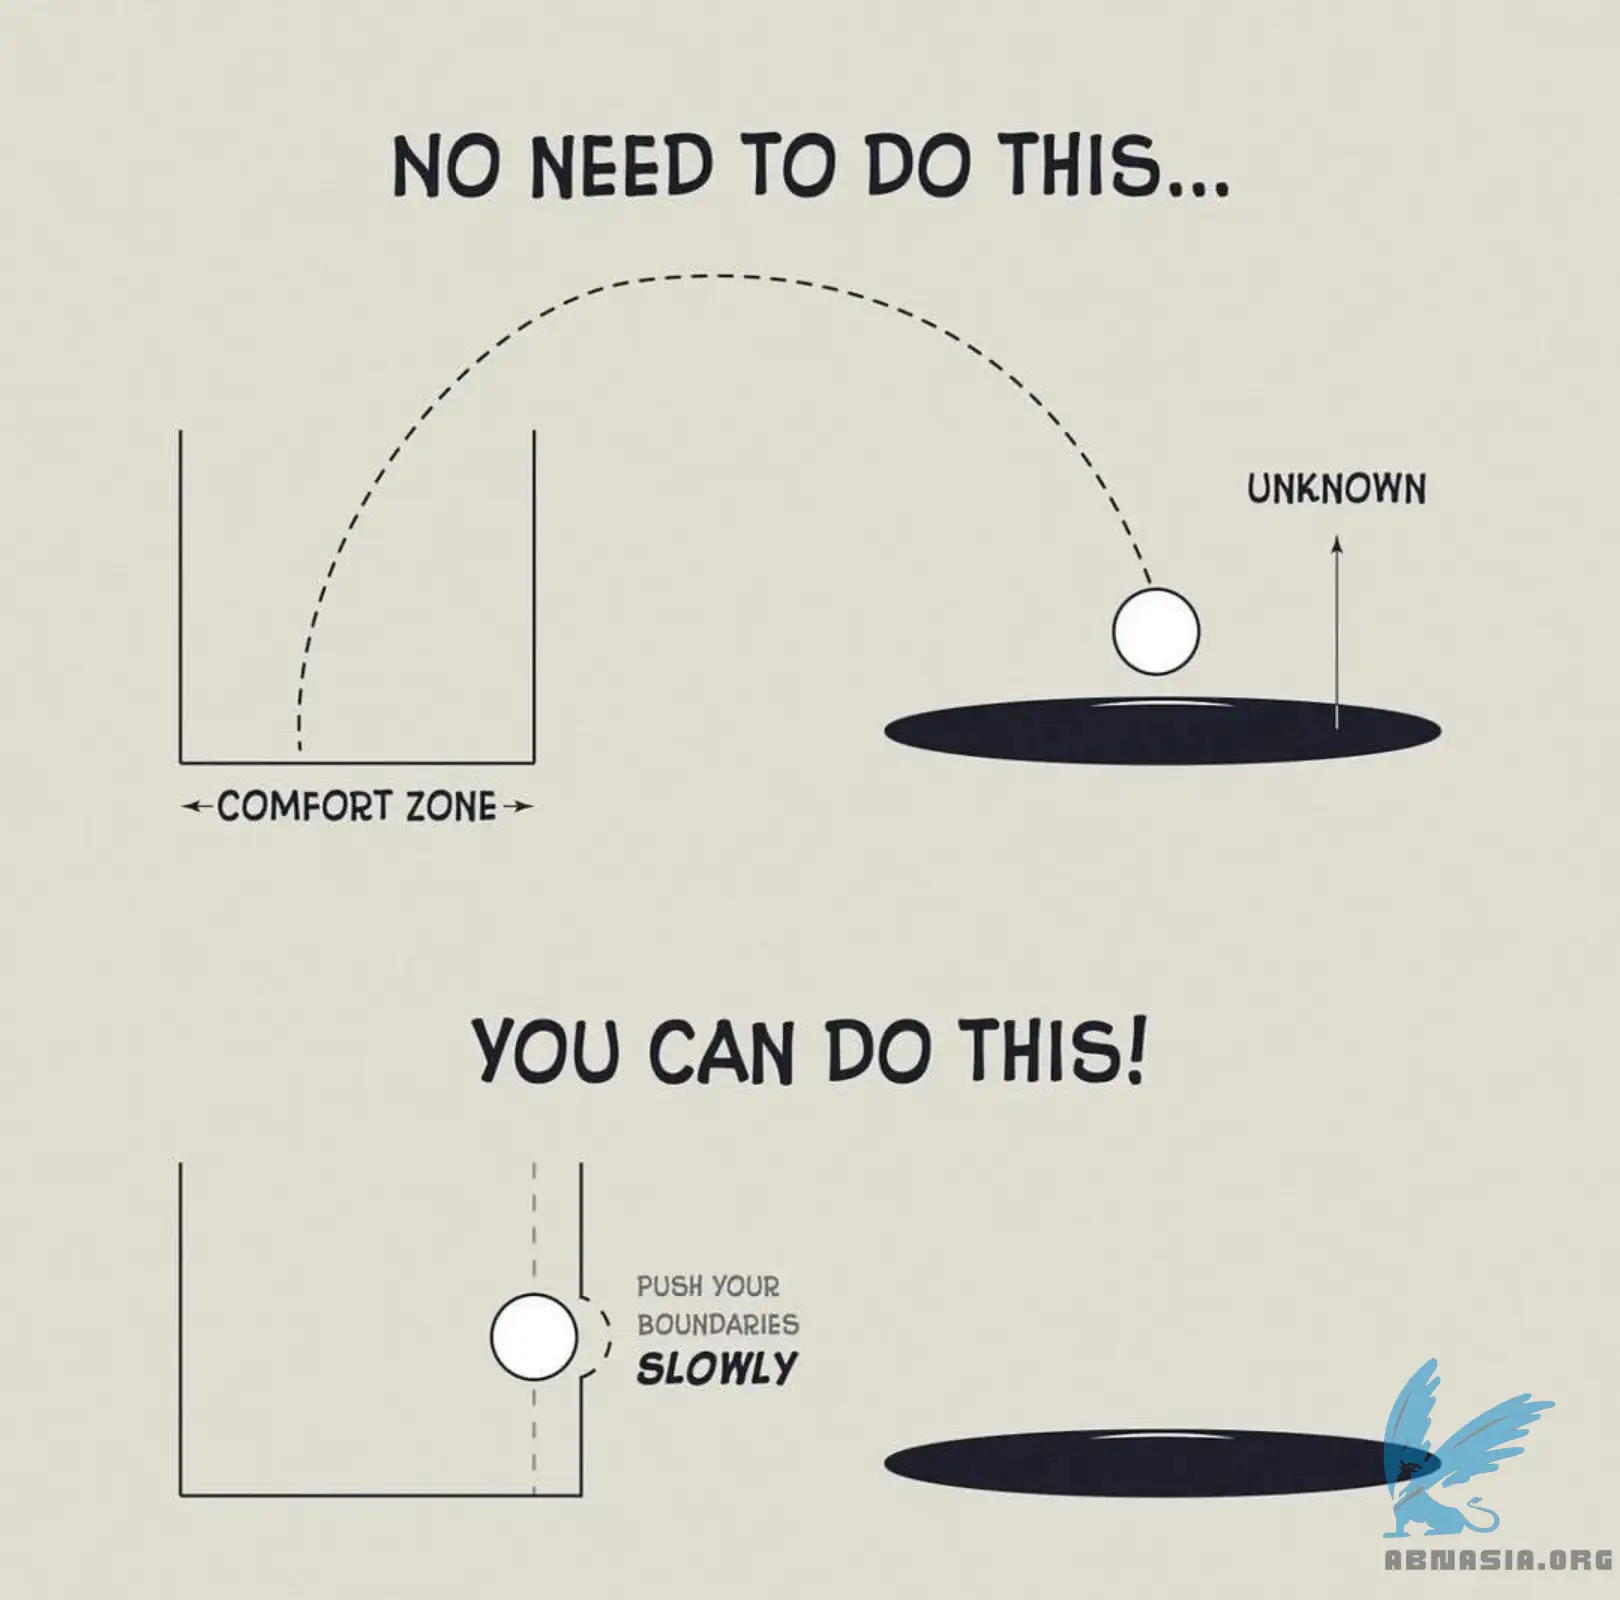 NO NEED TO DO THIS...
UNKNOWN
COMFORT ZONE
YOU CAN DO THIS!
PUSH YOUR
BOUNDARIES
SLOWLY
ABNASIA.ORG